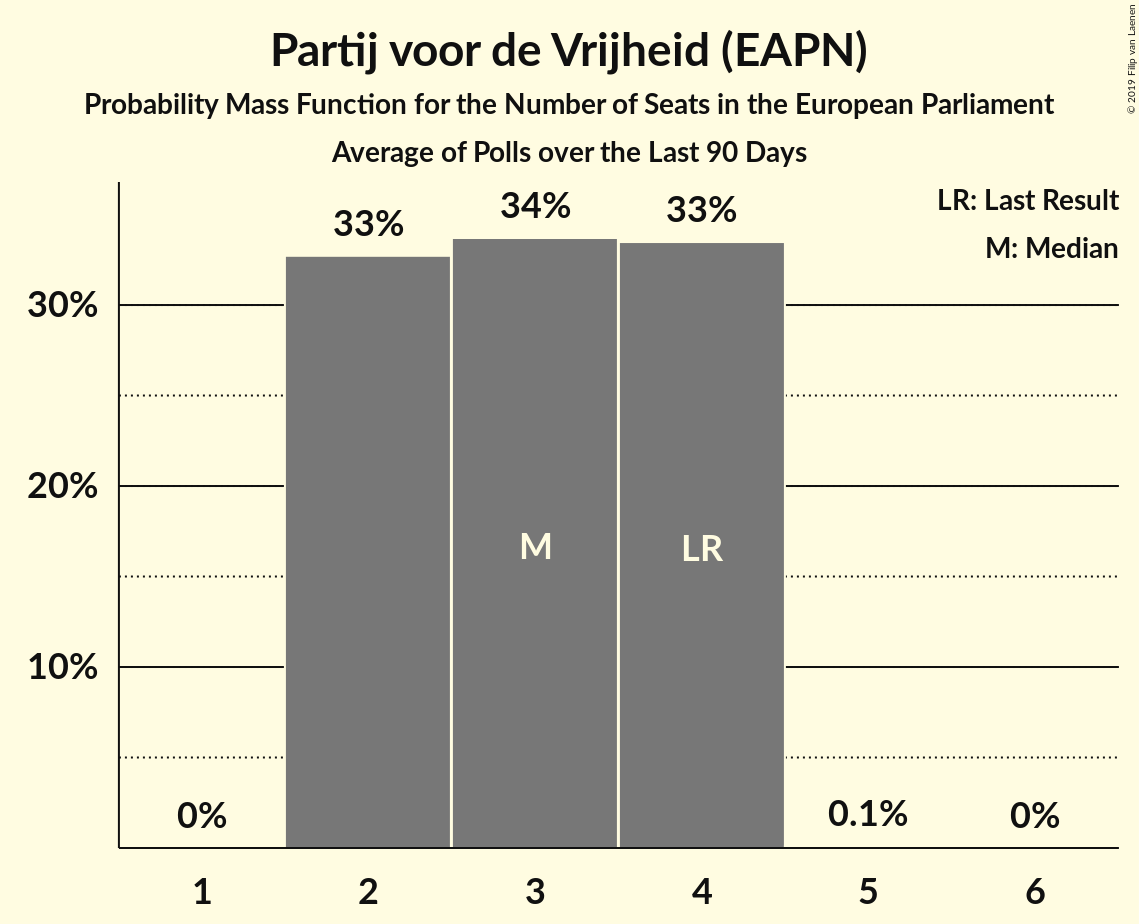 Partij voor de Vrijheid (EAPN)
Probability Mass Function for the Number of Seats in the European Parliament
Average of Polls over the Last 90 Days
© 2019 Filip van Laenen
LR: Last Result
M: Median
33%
34%
33%
30%
20%
10%
M
LR
0%
0.1%
0%
1
2
3
4
5
6